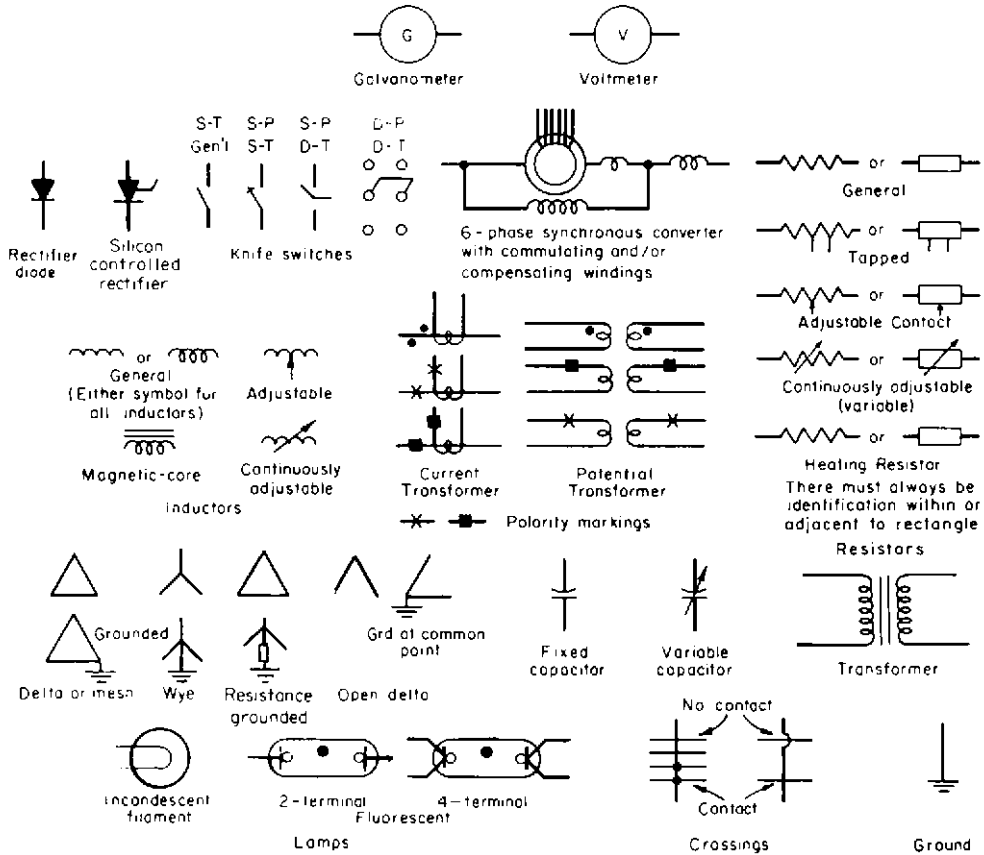 G
V
Galvanometer
Voltmeter
S-T
Gen'l
S-P
S-T
S-P
D-T
D-P
D-T
Rectifier
diode
Silicon
controlled
rectifier
Knife switches
6-phase synchronous converter
with commutating and/or
compensating windings
or
General
or
Tapped
or
Adjustable Contact
or
Continuously adjustable
(variable)
or
Heating Resistor
There must always be
identification within or
adjacent to rectangle
Resistors
or
General
(Either symbol for
all inductors)
Adjustable
Magnetic-core
Continuously
adjustable
Inductors
Current
Transformer
Potential
Transformer
Polarity markings
Grounded
Delta or mesh
Wye
Resistance
grounded
Open delta
Grd at common
point
Fixed
capacitor
Variable
capacitor
Transformer
Incandescent
filament
2-terminal
4-terminal
Fluorescent
Lamps
No contact
Contact
Crossings
Ground